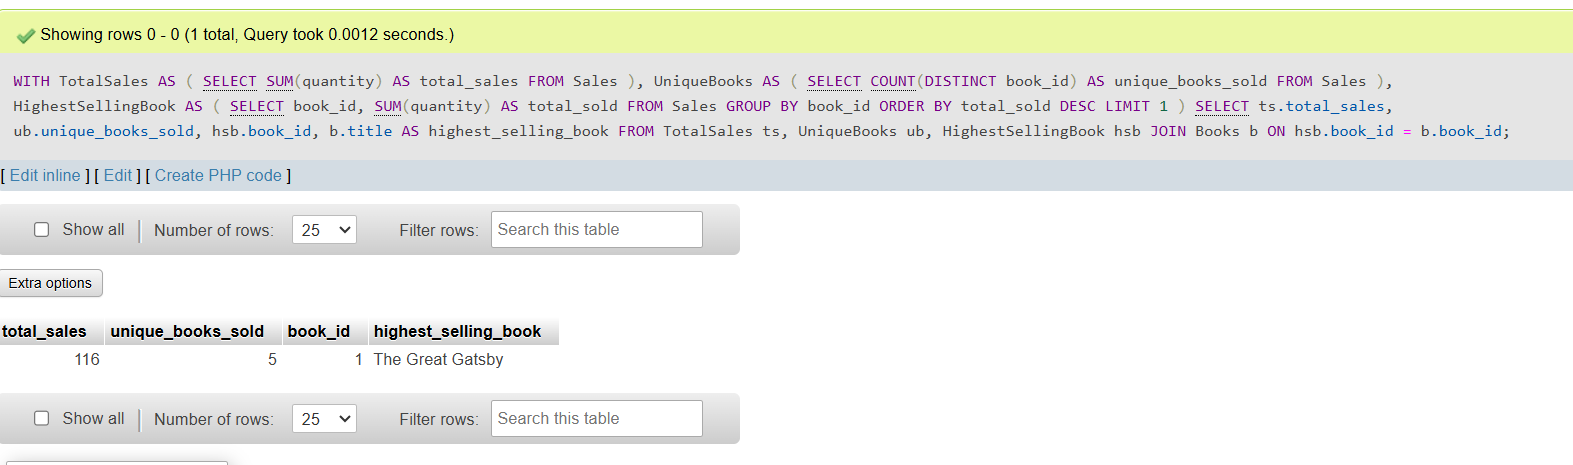 Showing rows 0 - 0 (1 total, Query took 0.0012 seconds.)
WITH TotalSales AS ( SELECT SUM(quantity) AS total_sales FROM Sales ), UniqueBooks AS ( SELECT COUNT(DISTINCT book_id) AS unique_books_sold FROM Sales ),
HighestSellingBook AS ( SELECT book_id, SUM(quantity) AS total_sold FROM Sales GROUP BY book_id ORDER BY total_sold DESC LIMIT 1 ) SELECT ts.total_sales,
ub.unique_books_sold, hsb.book_id, b.title AS highest_selling_book FROM TotalSales ts, UniqueBooks ub, HighestSellingBook hsb JOIN Books b ON hsb.book_id = b.book_id;
[ Edit inline ] [ Edit ] [ Create PHP code ]
Show all Number of rows: 25 Filter rows: Search this table
Extra options
total_sales unique_books_sold book_id highest_selling_book
116 5 1 The Great Gatsby
Show all Number of rows: 25 Filter rows: Search this table